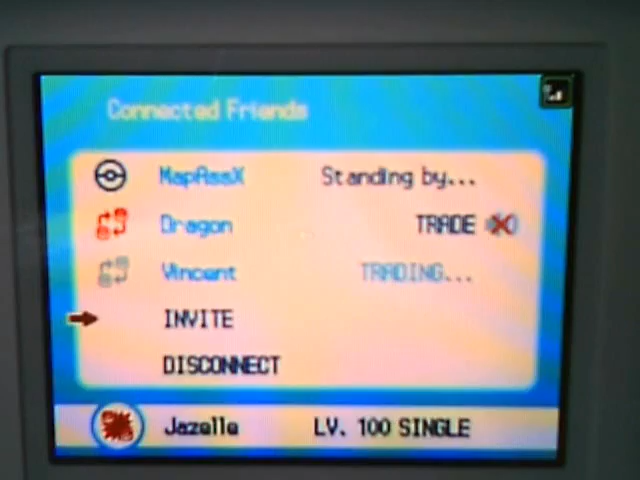 Connected Friends
MapAssX Standing by...
Dragon TRADE
Vincent TRADING...
INVITE
DISCONNECT
Jazelle LV. 100 SINGLE